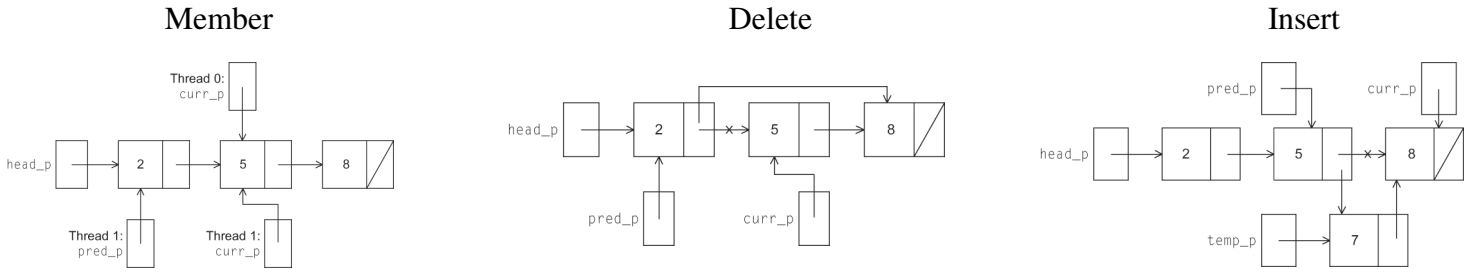 Member
Thread 0:
curr_p
head_p
2
5
8
Thread 1:
pred_p
Thread 1:
curr_p
Delete
head_p
2
x
5
8
pred_p
curr_p
Insert
pred_p
curr_p
head_p
2
5
x
8
temp_p
7